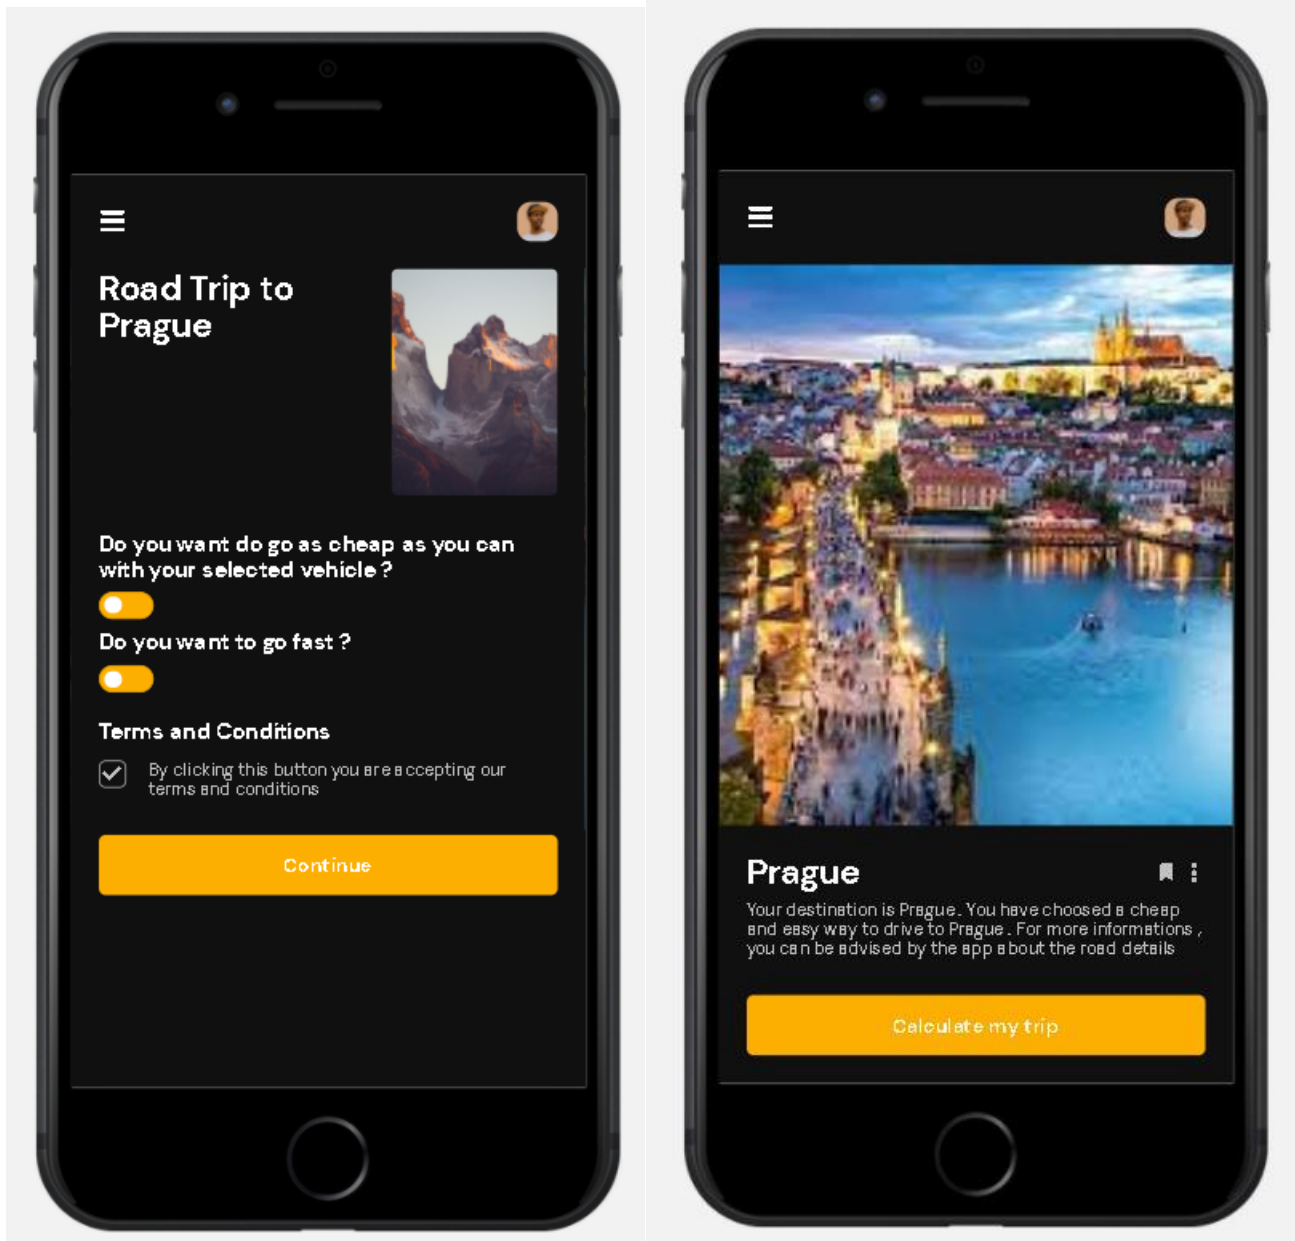 Road Trip to
Prague
Do you want do go as cheap as you can
with your selected vehicle ?
Do you want to go fast ?
Terms and Conditions
By clicking this button you are accepting our
terms and conditions
Continue
Prague
Your destination is Prague. You have choosed a cheap
and easy way to drive to Prague. For more informations ,
you can be advised by the app about the road details
Calculate my trip